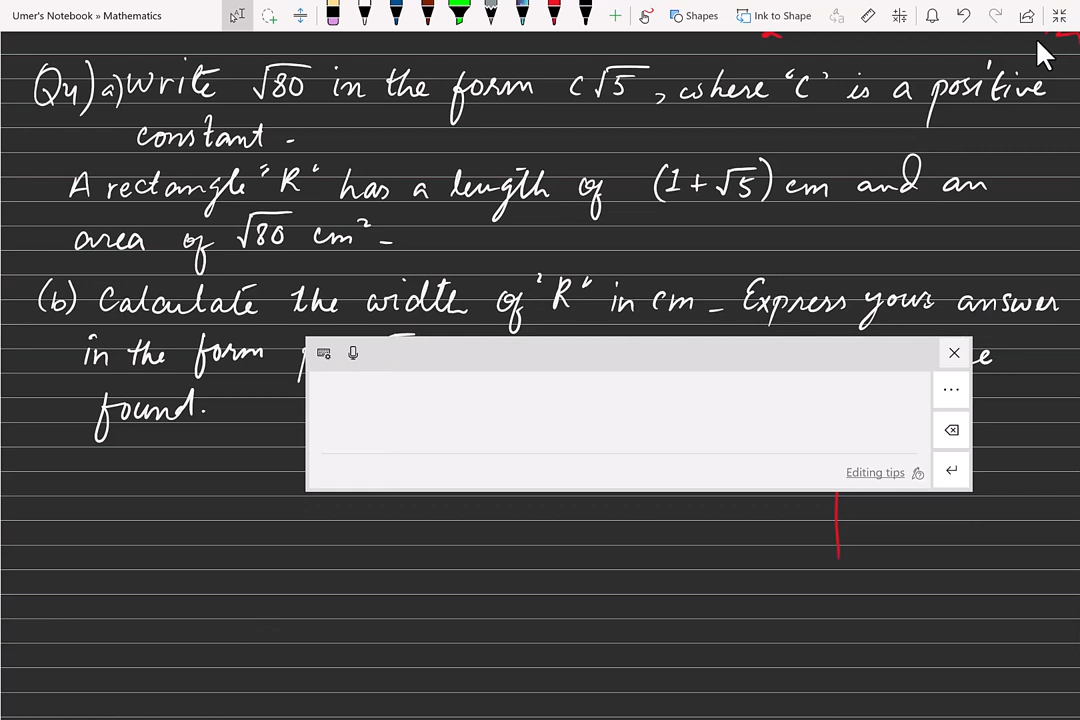 Umer's Notebook » Mathematics
Shapes
Ink to Shape
Q4) a) Write √80 in the form c√5, where "C" is a positive
constant.
A rectangle "R" has a length of (1+√5) cm and an
area of √80 cm².
(b) Calculate the width of "R" in cm. Express your answer
in the form
found.
Editing tips